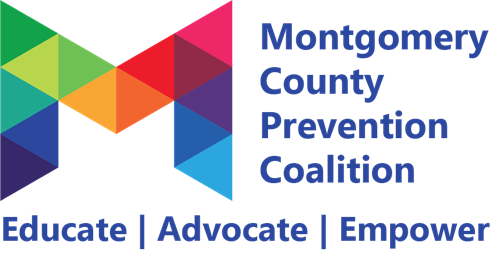 Montgomery
County
Prevention
Coalition
Educate | Advocate | Empower